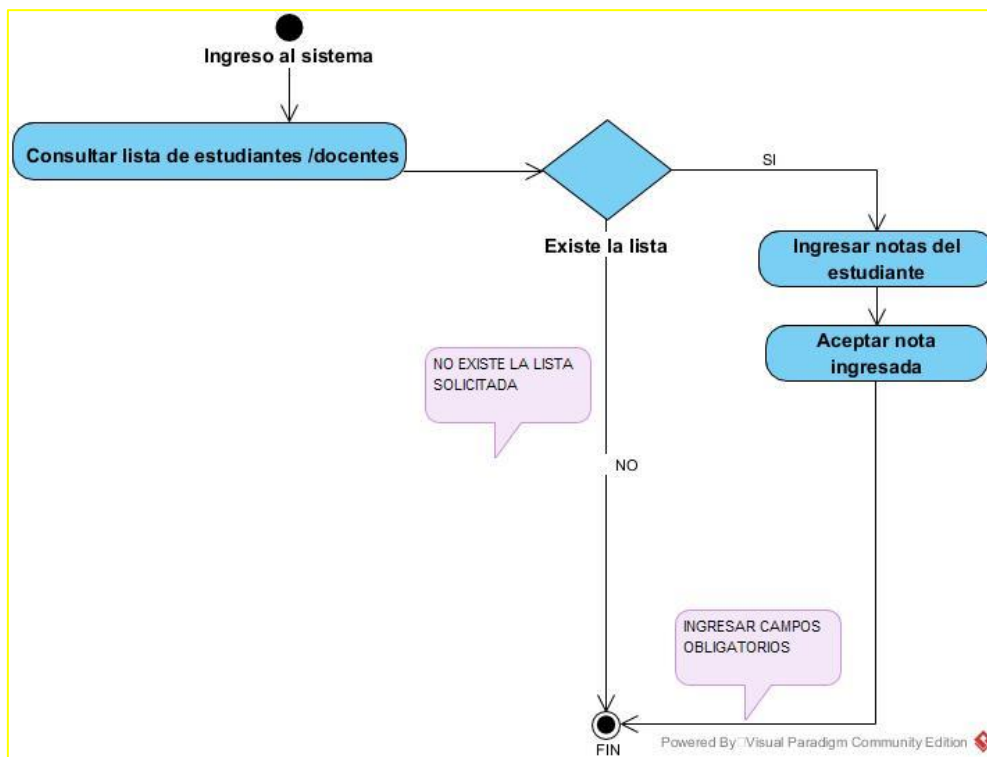 Ingreso al sistema
Consultar lista de estudiantes /docentes
SI
Existe la lista
Ingresar notas del
estudiante
Aceptar nota
ingresada
NO EXISTE LA LISTA
SOLICITADA
NO
INGRESAR CAMPOS
OBLIGATORIOS
FIN
Powered By Visual Paradigm Community Edition